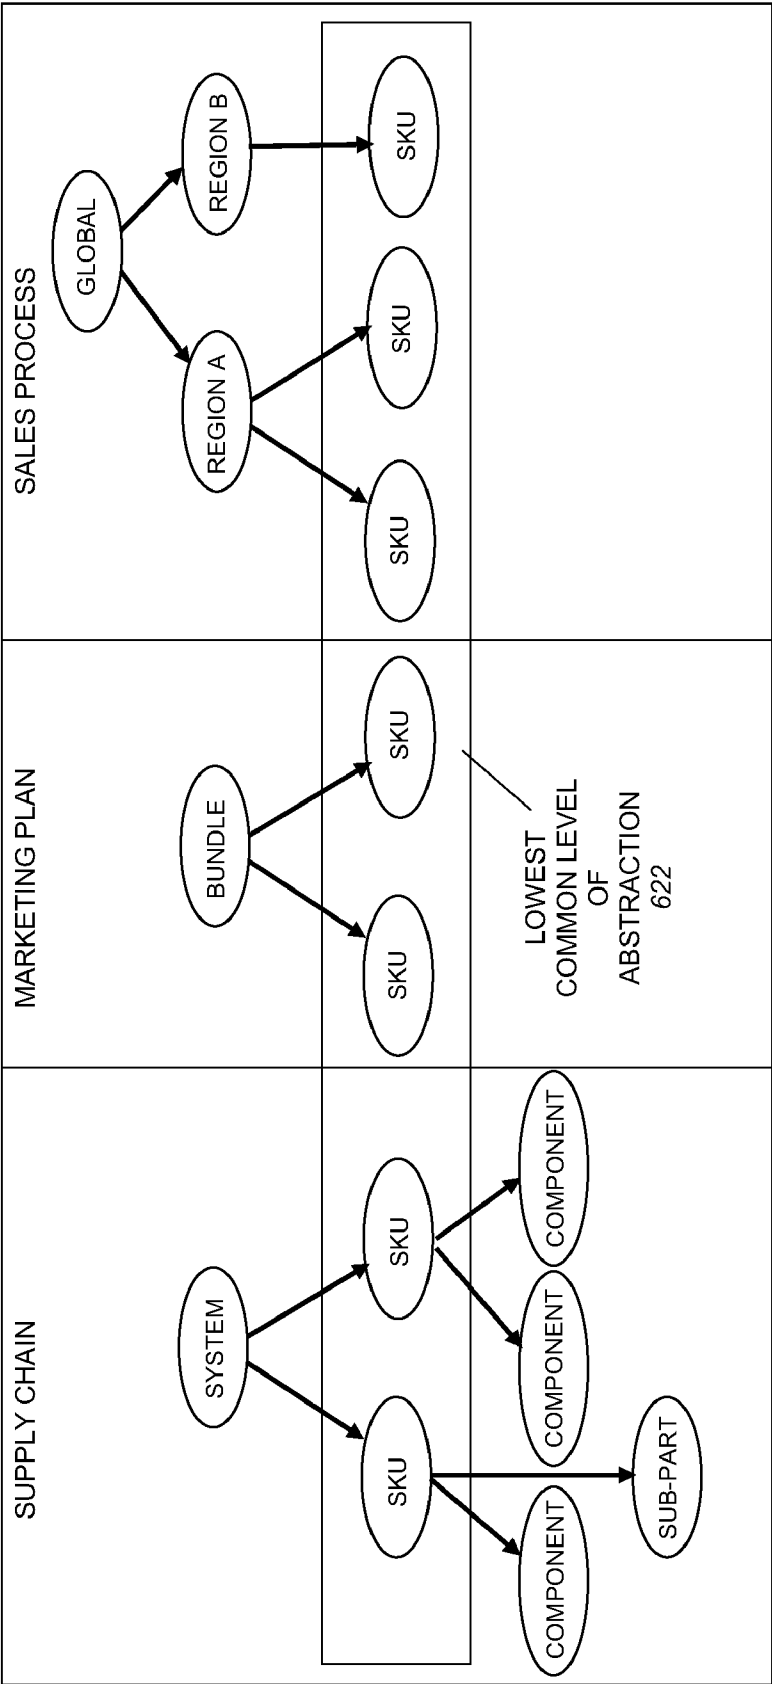 SUPPLY CHAIN
MARKETING PLAN
SALES PROCESS
GLOBAL
SYSTEM
BUNDLE
REGION A
REGION B
SKU
SKU
SKU
SKU
SKU
SKU
SKU
COMPONENT
COMPONENT
COMPONENT
LOWEST
COMMON LEVEL
OF
ABSTRACTION
622
SUB-PART